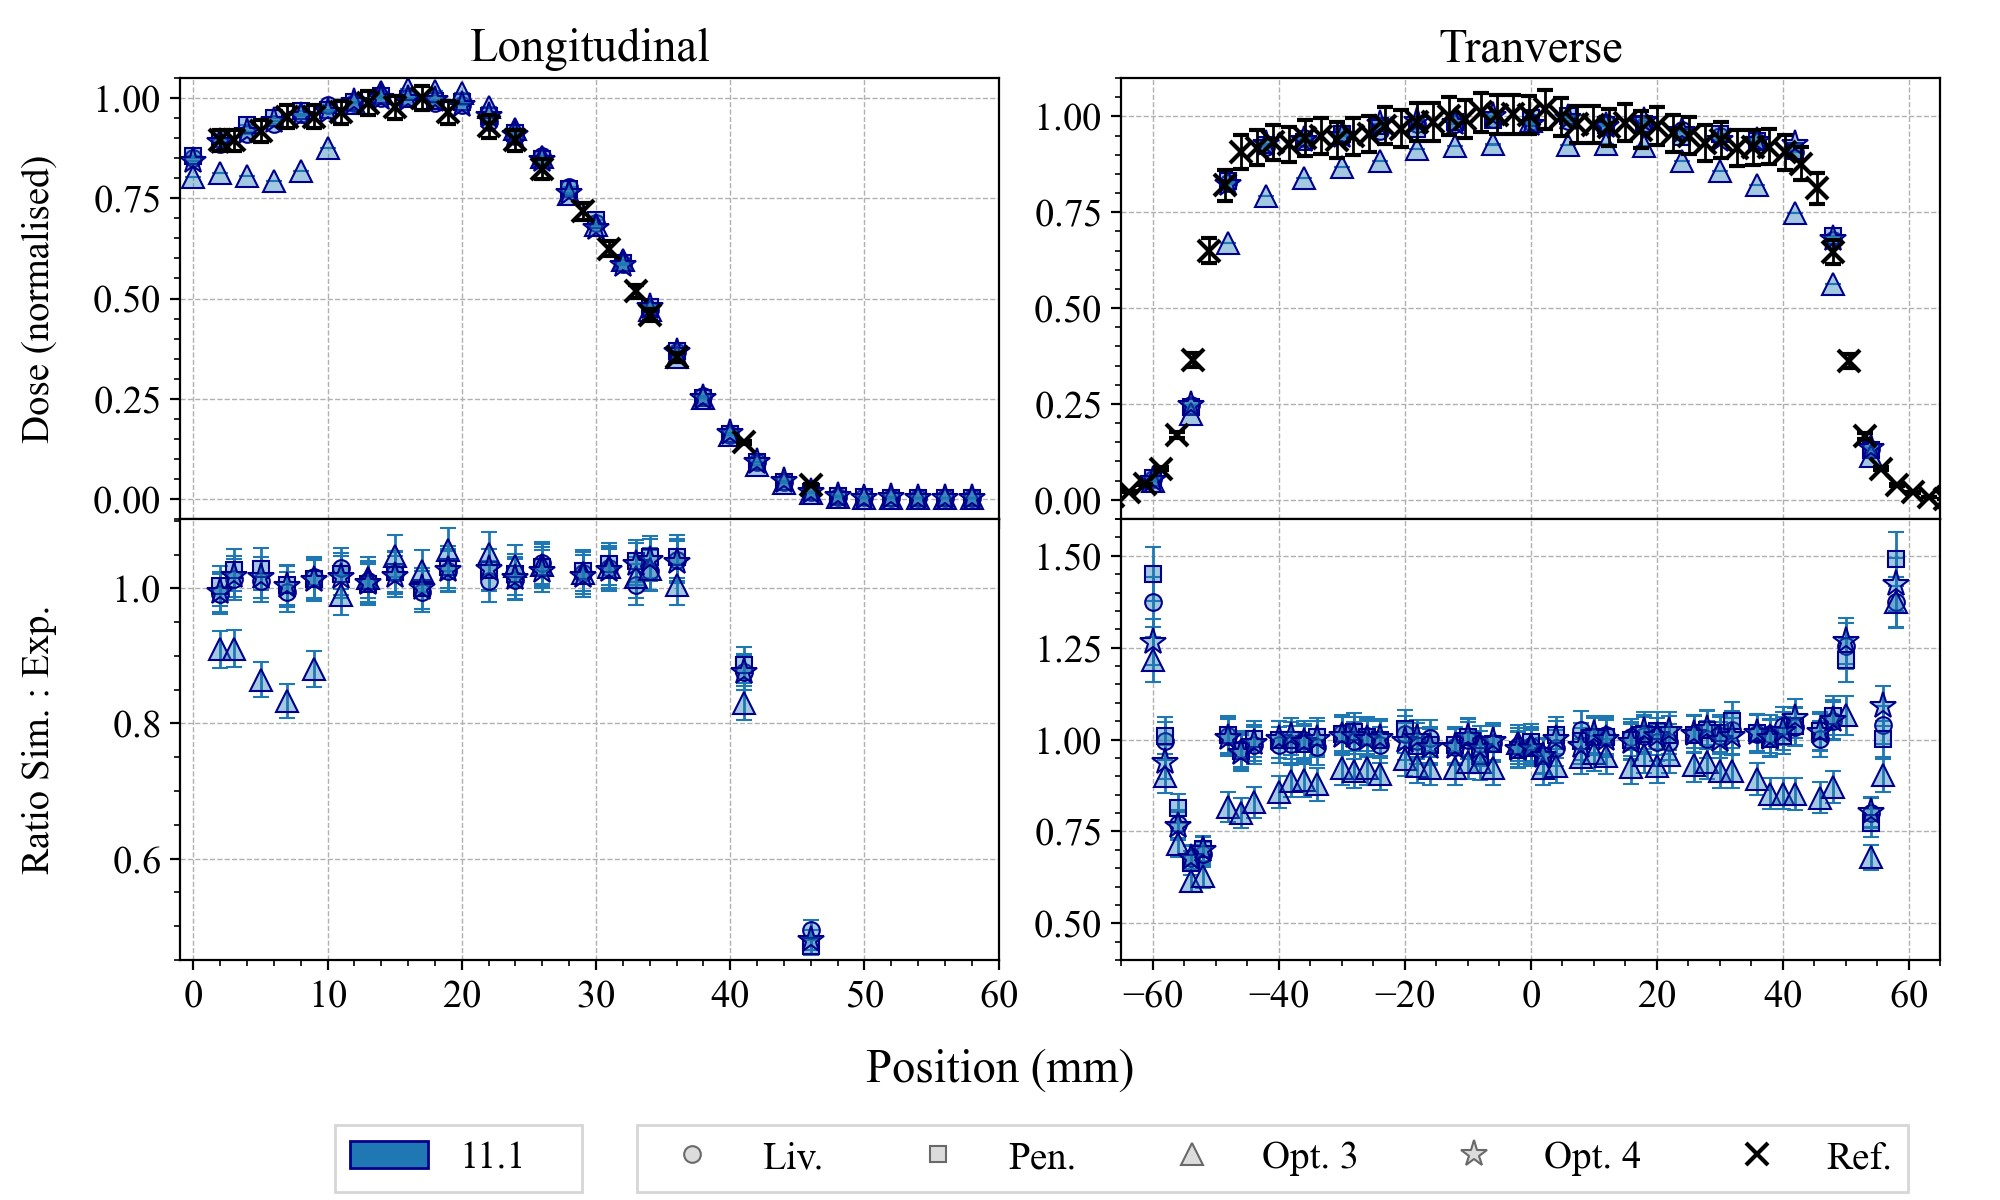 Longitudinal
Tranverse
Dose (normalised)
1.00
0.75
0.50
0.25
0.00
1.00
0.75
0.50
0.25
0.00
Ratio Sim. : Exp.
1.0
0.8
0.6
1.50
1.25
1.00
0.75
0.50
0 10 20 30 40 50 60
−60 −40 −20 0 20 40 60
Position (mm)
11.1 Liv. Pen. Opt. 3 Opt. 4 Ref.